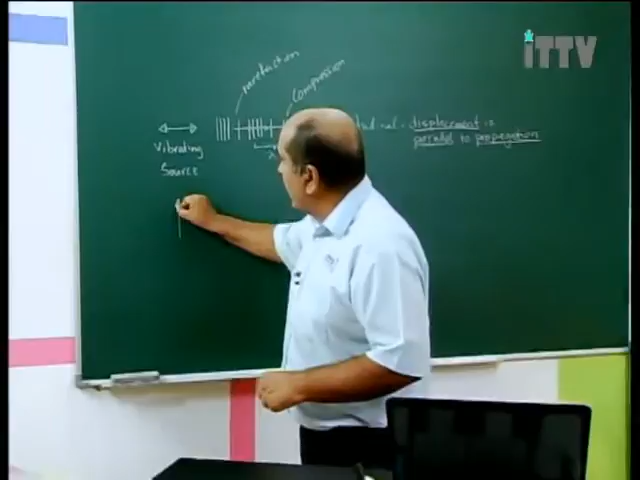 iTTV
rarefaction
Compression
displacement is
Vibrating
parallel to propagation
Source